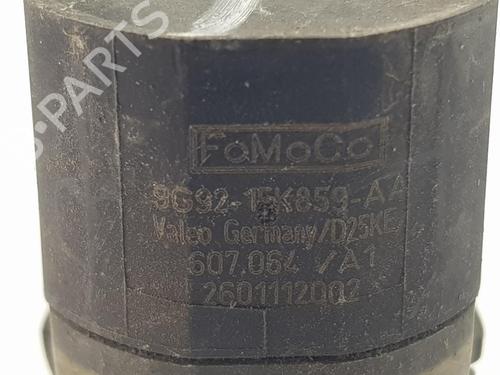 PARTS
FoMoCo
8G92-15K859-AA
Valeo Germany/D25KE
607.064 /A1
2601112002